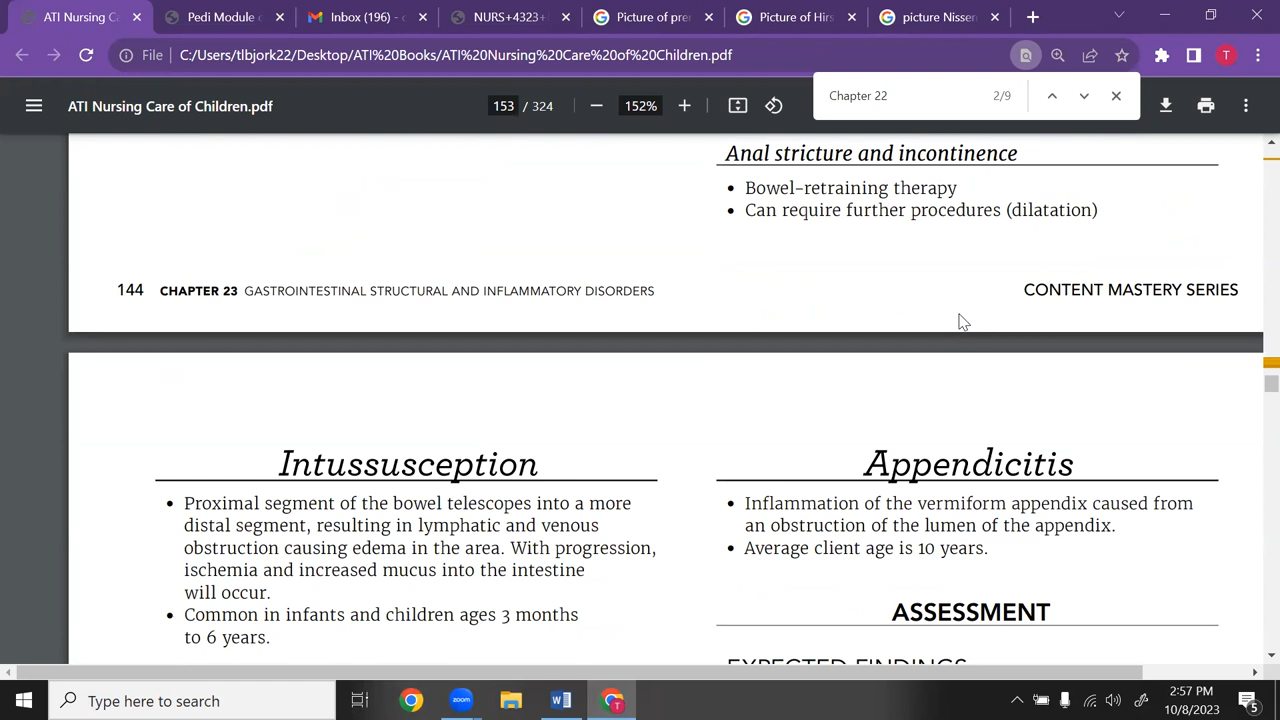 ATI Nursing Ca
Pedi Module
Inbox (196) -
NURS+4323+
Picture of pre
Picture of Hirs
picture Nissen
File
C:/Users/tlbjork22/Desktop/ATI%20Books/ATI%20Nursing%20Care%20of%20Children.pdf
T
ATI Nursing Care of Children.pdf
153 / 324
152%
Chapter 22
2/9
Anal stricture and incontinence
• Bowel-retraining therapy
• Can require further procedures (dilatation)
144 CHAPTER 23 GASTROINTESTINAL STRUCTURAL AND INFLAMMATORY DISORDERS
CONTENT MASTERY SERIES
Intussusception
• Proximal segment of the bowel telescopes into a more
distal segment, resulting in lymphatic and venous
obstruction causing edema in the area. With progression,
ischemia and increased mucus into the intestine
will occur.
• Common in infants and children ages 3 months
to 6 years.
Appendicitis
• Inflammation of the vermiform appendix caused from
an obstruction of the lumen of the appendix.
• Average client age is 10 years.
ASSESSMENT
EXPECTED FINDINGS
Type here to search
zoom
T
2:57 PM
10/8/2023
5